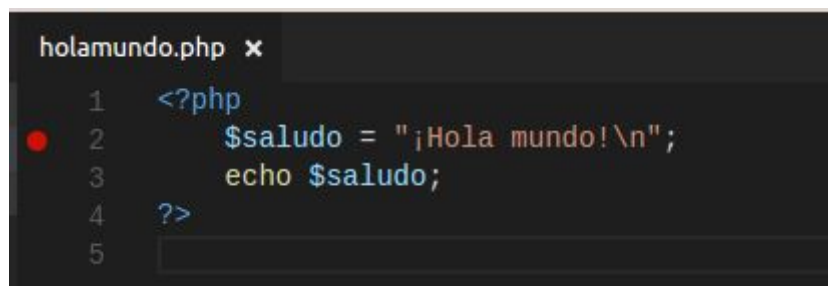 holamundo.php ×
1 <?php
2 $saludo = "¡Hola mundo!\n";
3 echo $saludo;
4 ?>
5